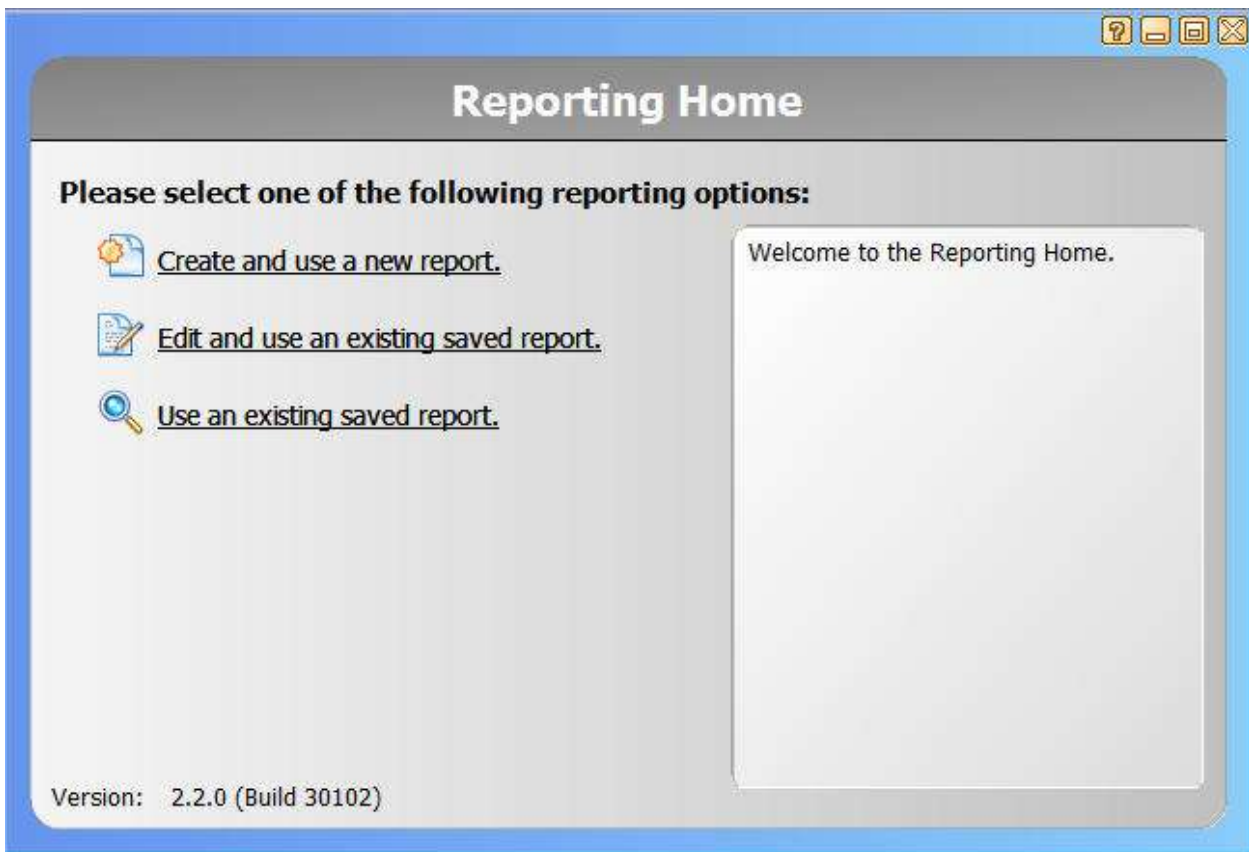 Reporting Home
Please select one of the following reporting options:
Create and use a new report.
Edit and use an existing saved report.
Use an existing saved report.
Welcome to the Reporting Home.
Version: 2.2.0 (Build 30102)